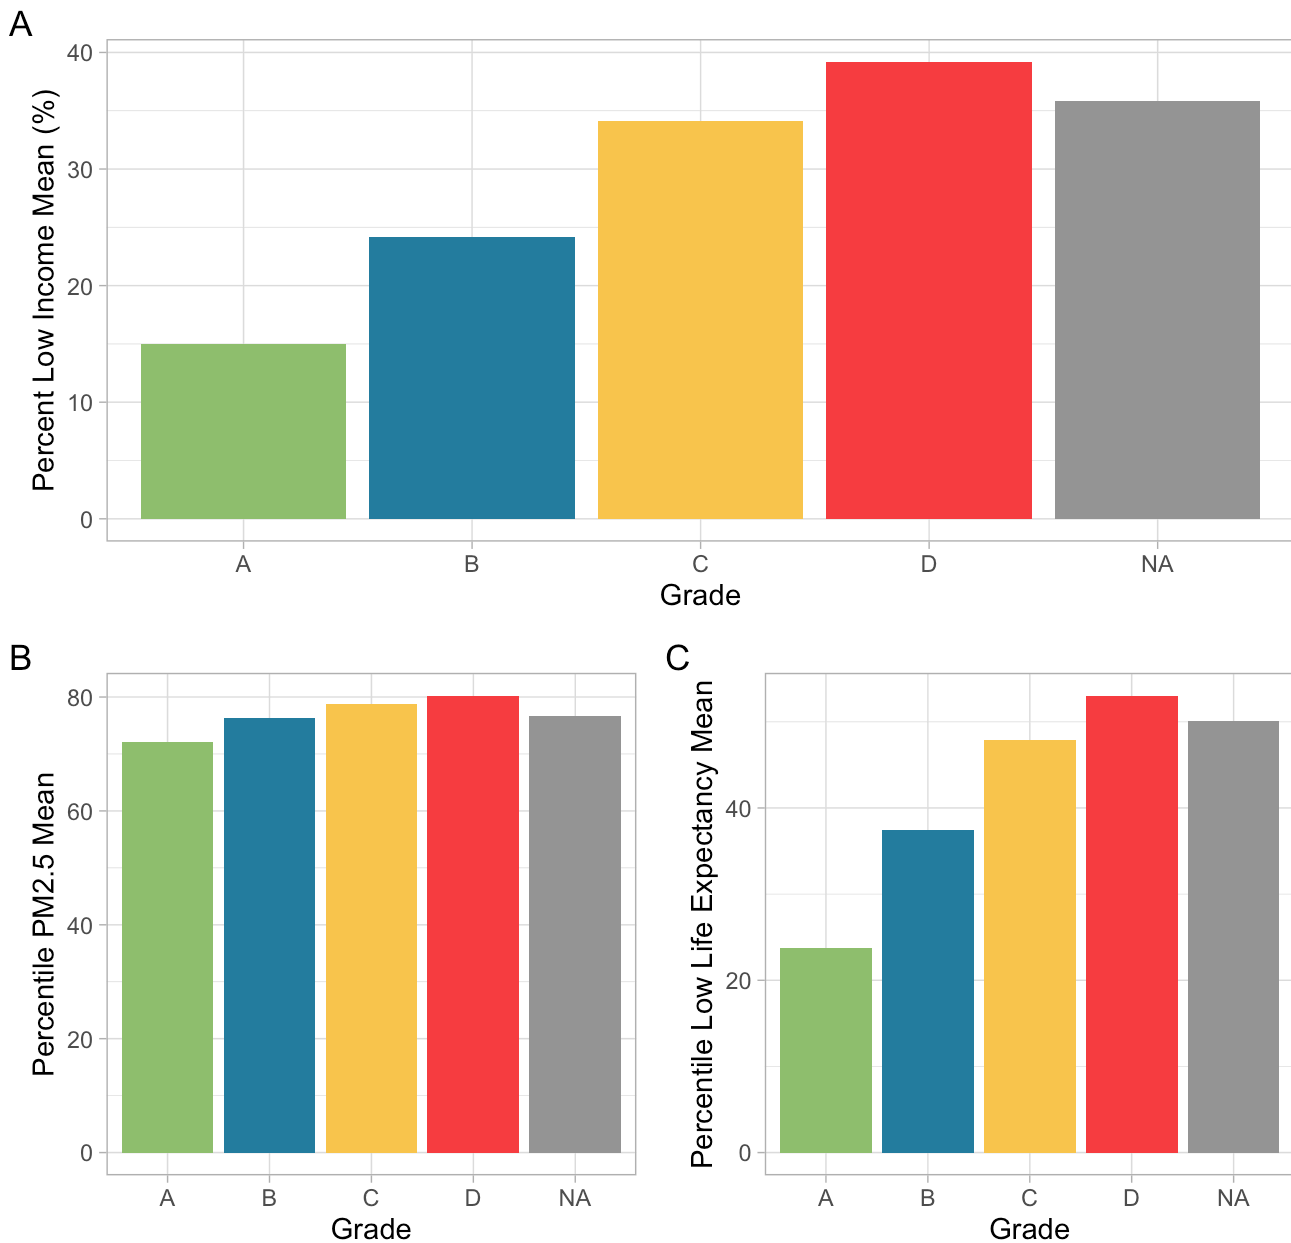 A
Percent Low Income Mean (%)
40
30
20
10
0
A B C D NA
Grade
B
Percentile PM2.5 Mean
80
60
40
20
0
A B C D NA
Grade
C
Percentile Low Life Expectancy Mean
40
20
0
A B C D NA
Grade